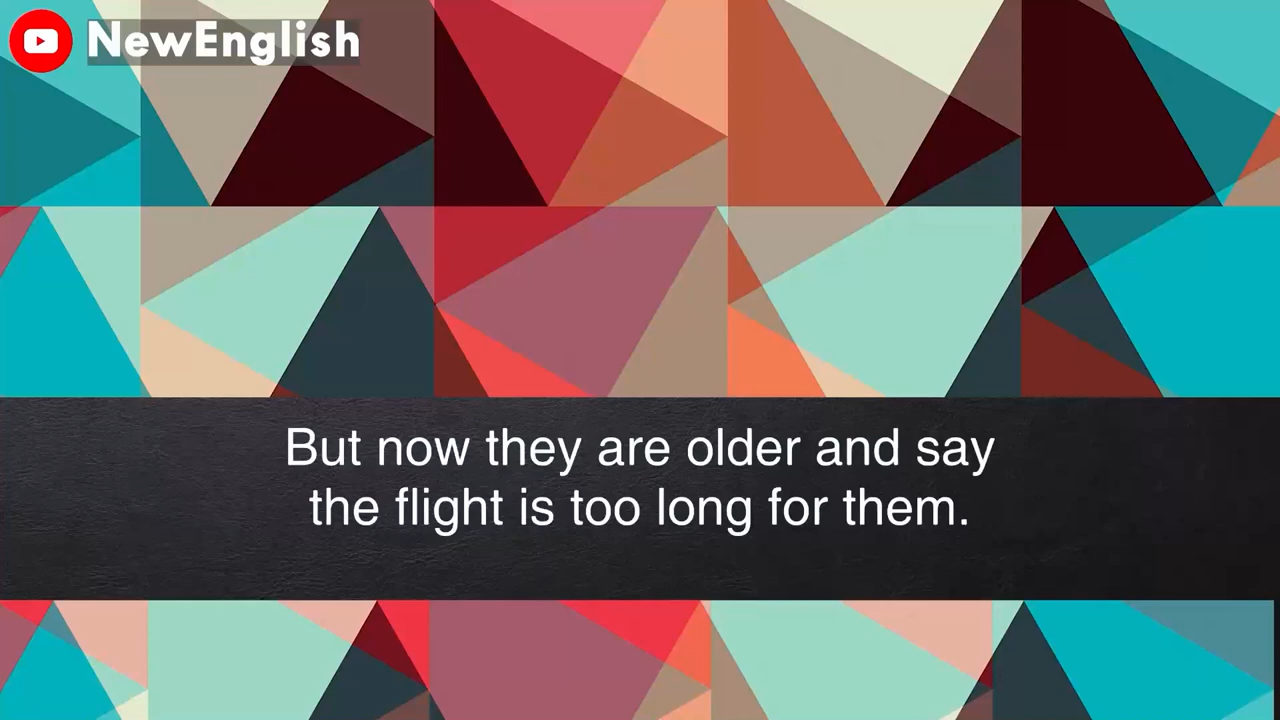 NewEnglish
But now they are older and say
the flight is too long for them.